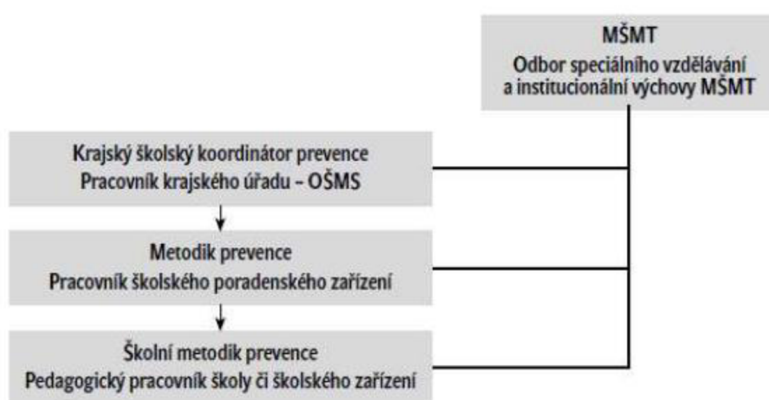 MŠMT
Odbor speciálního vzdělávání
a institucionální výchovy MŠMT
Krajský školský koordinátor prevence
Pracovník krajského úřadu – OŠMS
Metodik prevence
Pracovník školského poradenského zařízení
Školní metodik prevence
Pedagogický pracovník školy či školského zařízení